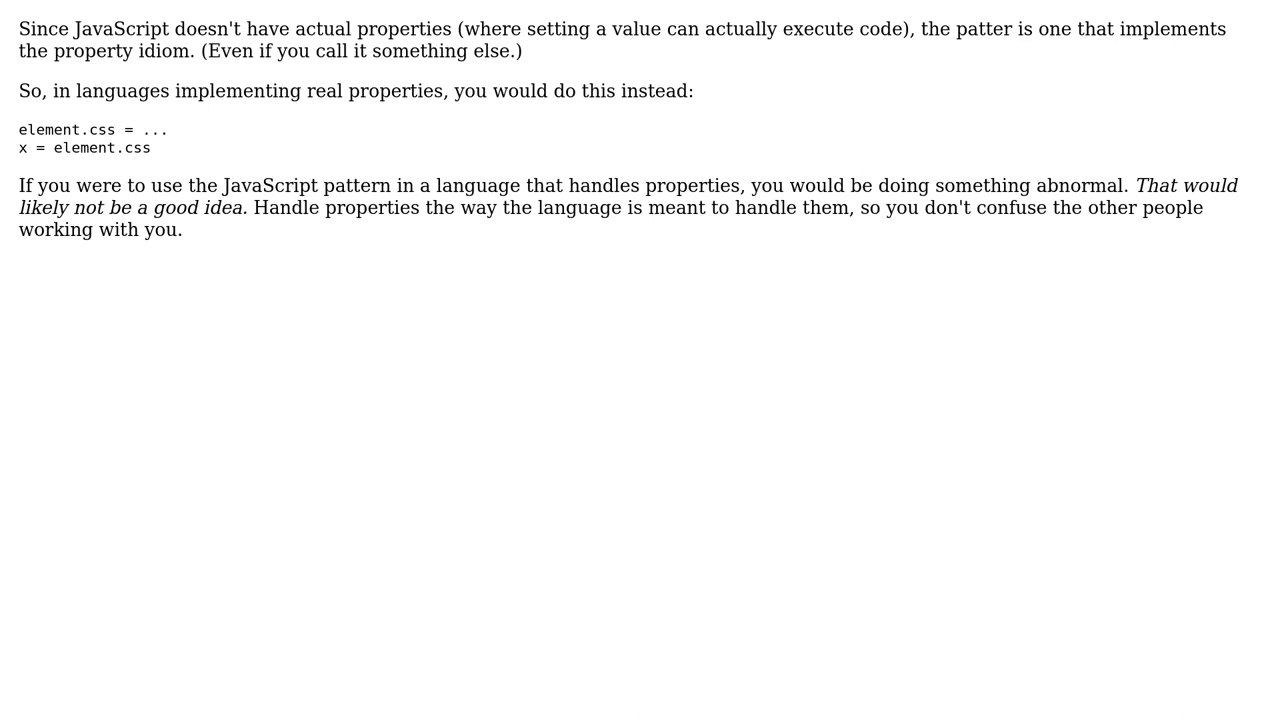 Since JavaScript doesn't have actual properties (where setting a value can actually execute code), the patter is one that implements
the property idiom. (Even if you call it something else.)
So, in languages implementing real properties, you would do this instead:
element.css = ...
x = element.css
If you were to use the JavaScript pattern in a language that handles properties, you would be doing something abnormal. That would
likely not be a good idea. Handle properties the way the language is meant to handle them, so you don't confuse the other people
working with you.